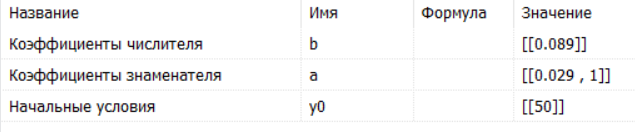 Название Имя Формула Значение
Коэффициенты числителя b [[0.089]]
Коэффициенты знаменателя a [[0.029 , 1]]
Начальные условия y0 [[50]]